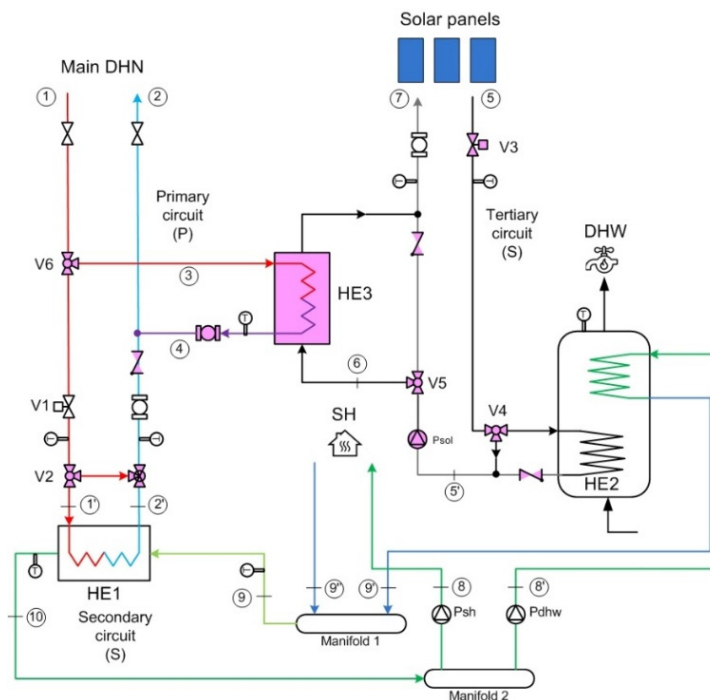 Solar panels
Main DHN
1
2
7
5
V3
T
T
Primary
circuit
(P)
Tertiary
circuit
(S)
DHW
V6
3
HE3
T
T
4
6
V5
V1
SH
V4
Psol
T
T
V2
HE2
5'
1'
2'
T
T
HE1
9
9''
9'
8
8'
10
Secondary
circuit
(S)
Psh
Pdhw
Manifold 1
Manifold 2